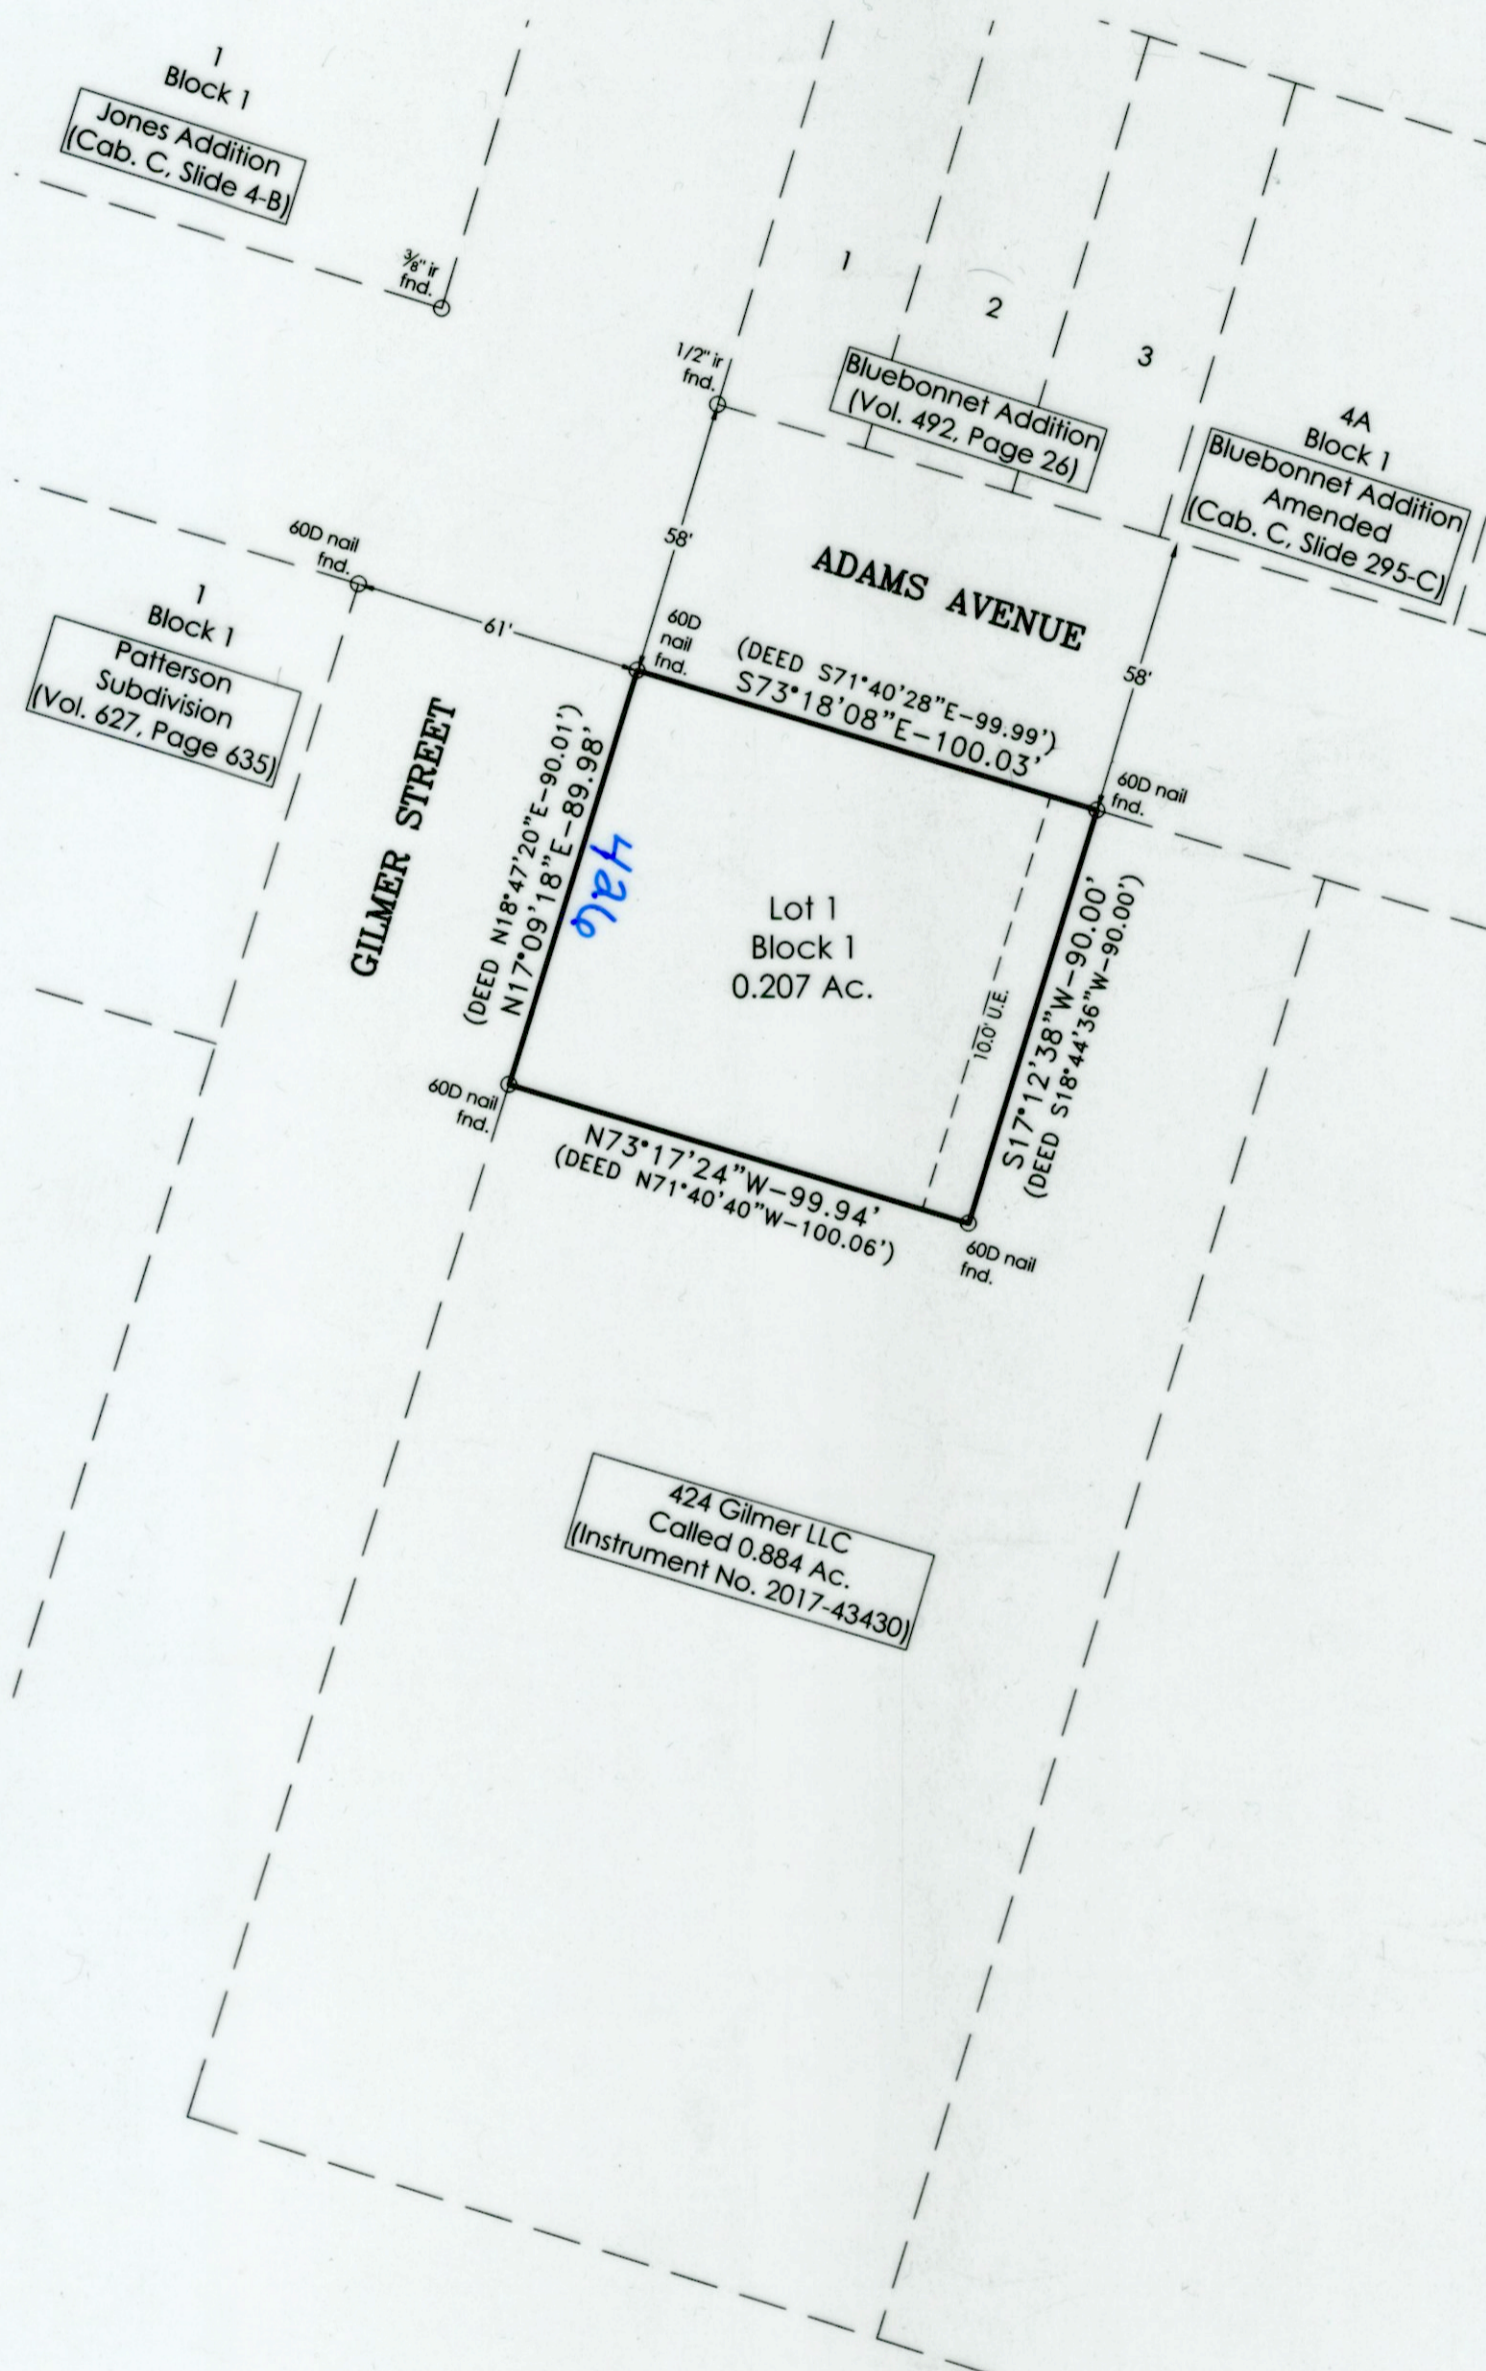 1
Block 1
Jones Addition
(Cab. C, Slide 4-B)
3/8" ir
fnd.
1
2
3
1/2" ir
fnd.
Bluebonnet Addition
(Vol. 492, Page 26)
4A
Block 1
Bluebonnet Addition
Amended
(Cab. C, Slide 295-C)
58'
ADAMS AVENUE
60D nail
fnd.
61'
60D
nail
fnd.
58'
1
Block 1
Patterson
Subdivision
(Vol. 627, Page 635)
(DEED S71°40'28"E-99.99')
S73°18'08"E-100.03'
60D nail
fnd.
GILMER STREET
(DEED N18°47'20"E-90.01')
N17°09'18"E-89.98'
426
Lot 1
Block 1
0.207 Ac.
10.0' U.E.
S17°12'38"W-90.00'
(DEED S18°44'36"W-90.00')
60D nail
fnd.
N73°17'24"W-99.94'
(DEED N71°40'40"W-100.06')
60D nail
fnd.
424 Gilmer LLC
Called 0.884 Ac.
(Instrument No. 2017-43430)